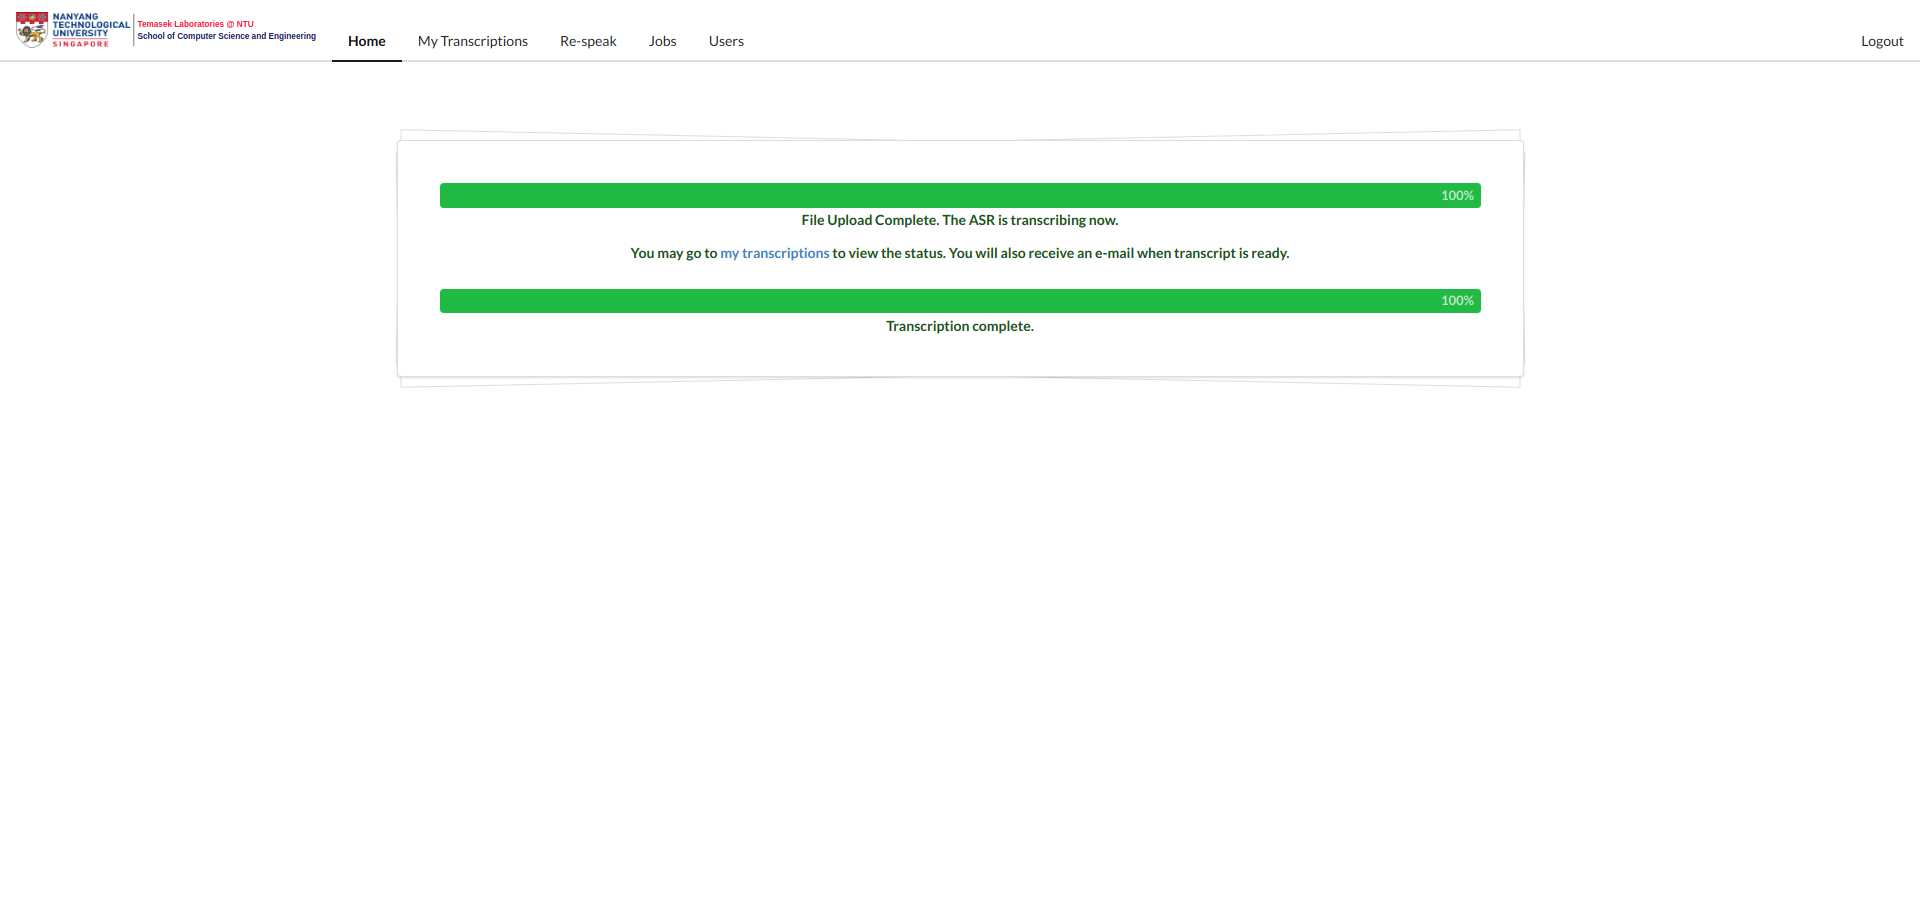 NANYANG
TECHNOLOGICAL
UNIVERSITY
SINGAPORE
Temasek Laboratories @ NTU
School of Computer Science and Engineering
Home My Transcriptions Re-speak Jobs Users Logout
100%
File Upload Complete. The ASR is transcribing now.
You may go to my transcriptions to view the status. You will also receive an e-mail when transcript is ready.
100%
Transcription complete.